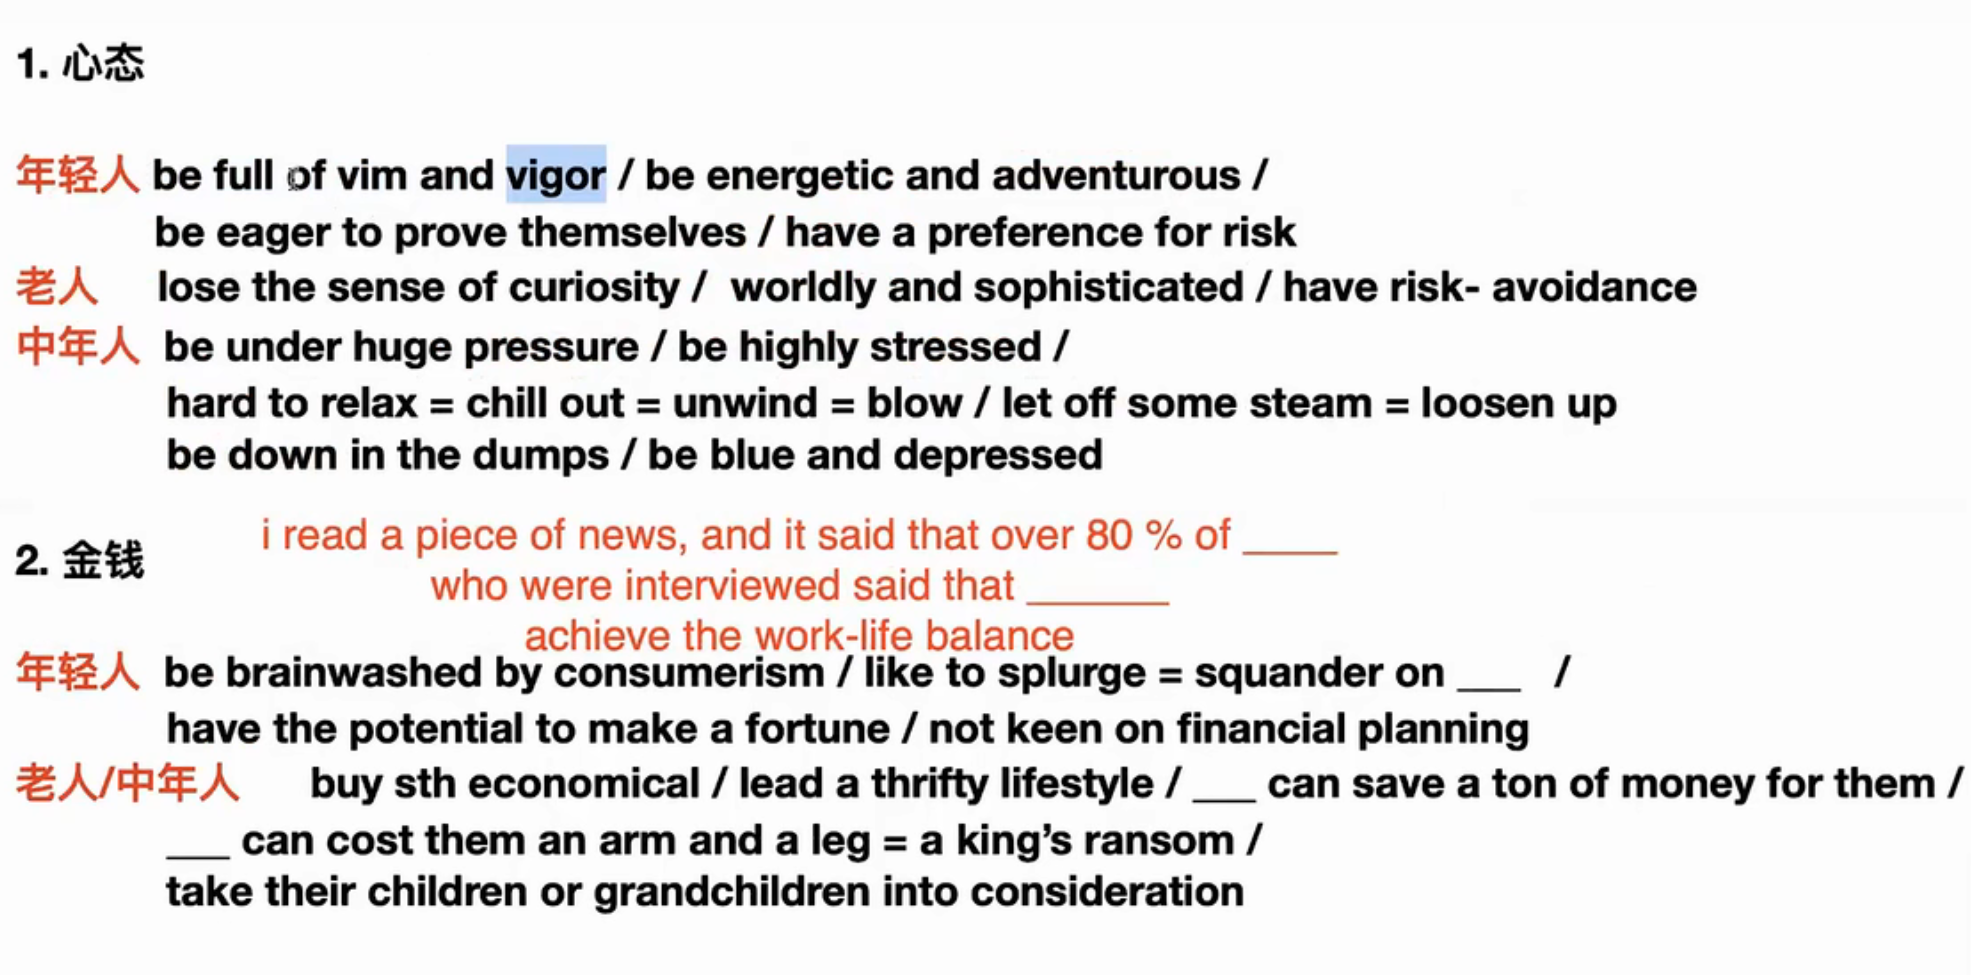 1. 心态
年轻人 be full of vim and vigor / be energetic and adventurous /
be eager to prove themselves / have a preference for risk
老人 lose the sense of curiosity / worldly and sophisticated / have risk- avoidance
中年人 be under huge pressure / be highly stressed /
hard to relax = chill out = unwind = blow / let off some steam = loosen up
be down in the dumps / be blue and depressed
i read a piece of news, and it said that over 80 % of ____
2. 金钱
who were interviewed said that ______
achieve the work-life balance
年轻人 be brainwashed by consumerism / like to splurge = squander on ___ /
have the potential to make a fortune / not keen on financial planning
老人/中年人 buy sth economical / lead a thrifty lifestyle / ___ can save a ton of money for them /
___ can cost them an arm and a leg = a king’s ransom /
take their children or grandchildren into consideration